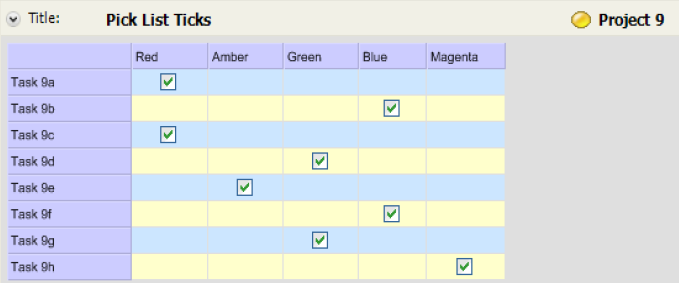 Title: Pick List Ticks Project 9
Red Amber Green Blue Magenta
Task 9a
Task 9b
Task 9c
Task 9d
Task 9e
Task 9f
Task 9g
Task 9h